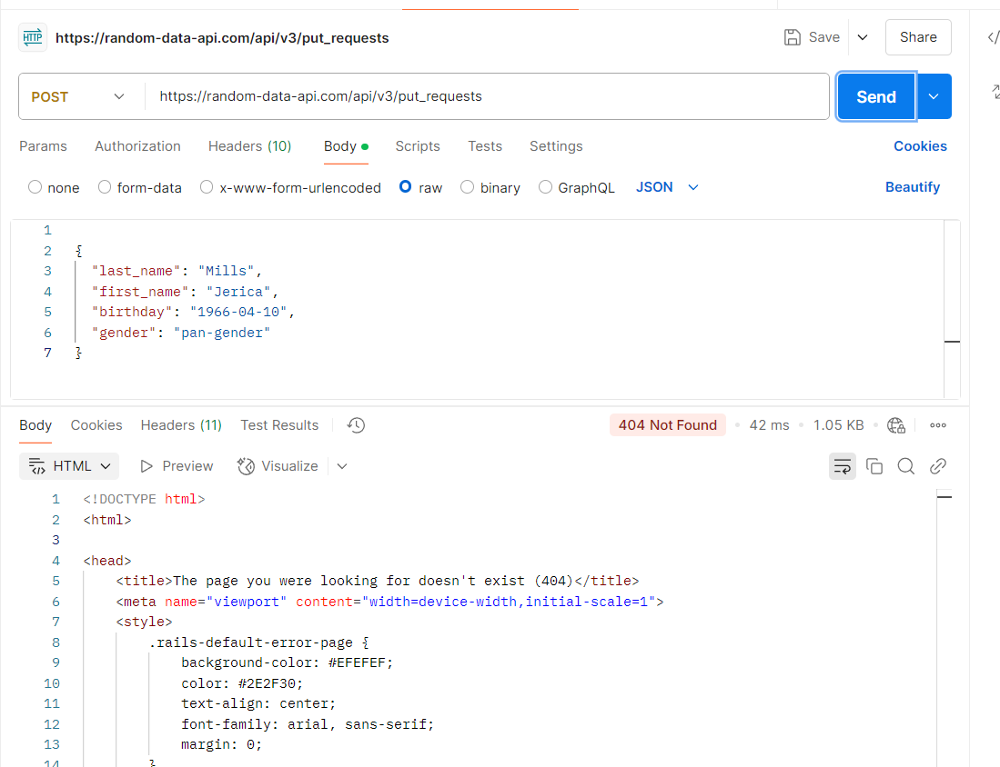 HTTP https://random-data-api.com/api/v3/put_requests Save Share
POST https://random-data-api.com/api/v3/put_requests Send
Params Authorization Headers (10) Body Scripts Tests Settings Cookies
none form-data x-www-form-urlencoded raw binary GraphQL JSON Beautify
1
2 {
3 "last_name": "Mills",
4 "first_name": "Jerica",
5 "birthday": "1966-04-10",
6 "gender": "pan-gender"
7 }
Body Cookies Headers (11) Test Results 404 Not Found 42 ms 1.05 KB
HTML Preview Visualize
1 <!DOCTYPE html>
2 <html>
3
4 <head>
5 <title>The page you were looking for doesn't exist (404)</title>
6 <meta name="viewport" content="width=device-width,initial-scale=1">
7 <style>
8 .rails-default-error-page {
9 background-color: #EFEFEF;
10 color: #2E2F30;
11 text-align: center;
12 font-family: arial, sans-serif;
13 margin: 0;
14 }